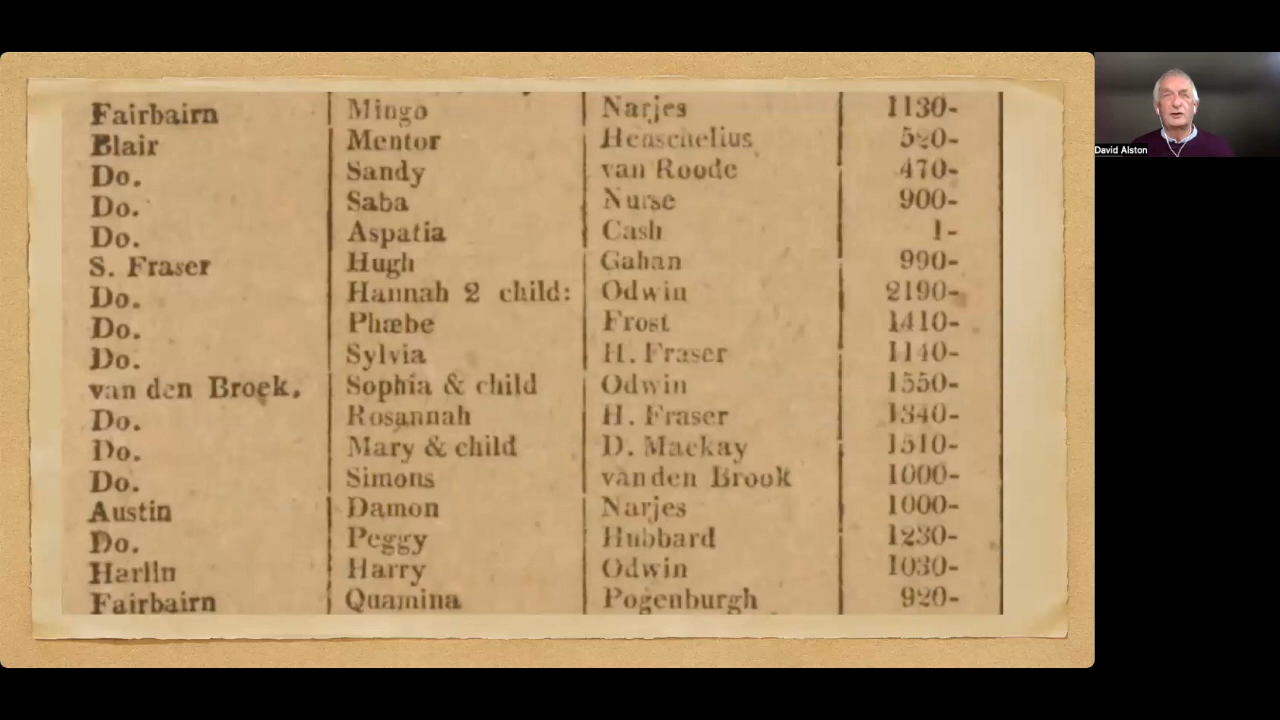 Fairbairn Mingo Narjes 1130-
Blair Mentor Henschelius 520-
Do. Sandy van Roode 470-
Do. Saba Nurse 900-
Do. Aspatia Cash 1-
S. Fraser Hugh Gahan 990-
Do. Hannah 2 child: Odwin 2190-
Do. Phæbe Frost 1410-
Do. Sylvia H. Fraser 1140-
van den Broek, Sophia & child Odwin 1550-
Do. Rosannah H. Fraser 1340-
Do. Mary & child D. Mackay 1510-
Do. Simons van den Brook 1000-
Austin Damon Narjes 1000-
Do. Peggy Hubbard 1230-
Harlin Harry Odwin 1030-
Fairbairn Quamina Pogenburgh 920-
David Alston